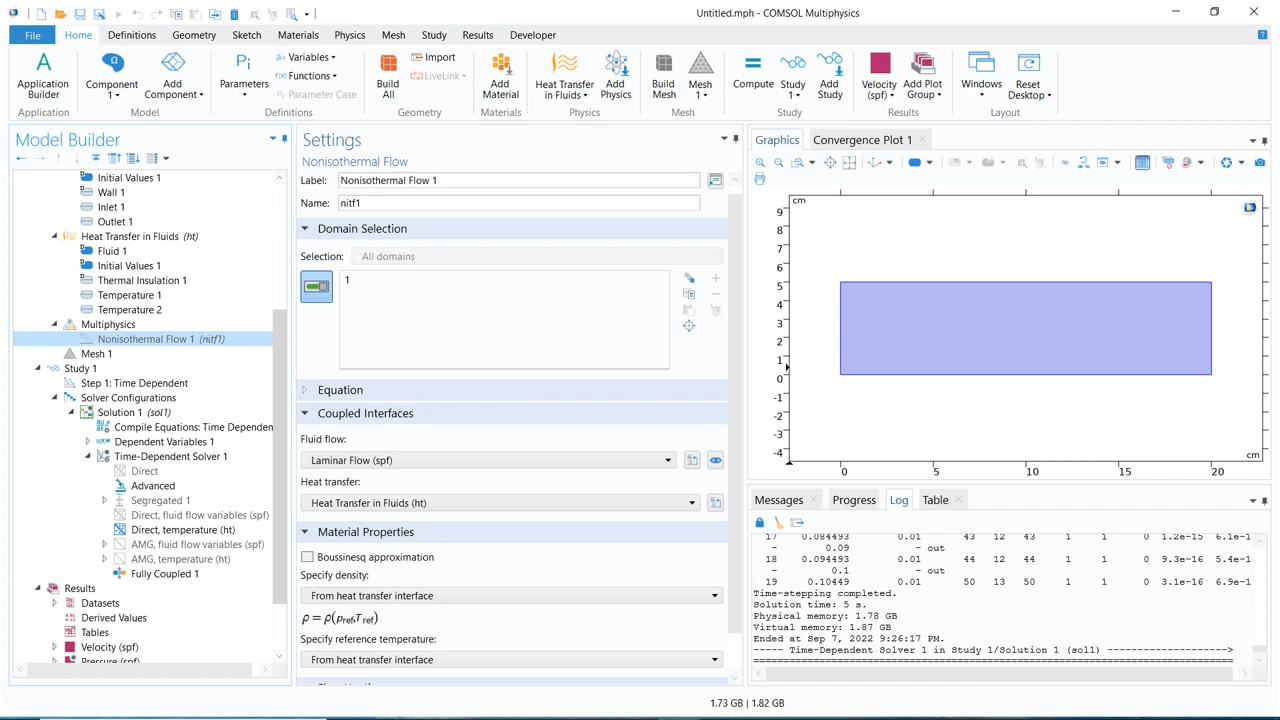 Untitled.mph - COMSOL Multiphysics
File Home Definitions Geometry Sketch Materials Physics Mesh Study Results Developer
Application Builder
Component 1
Add Component
Parameters
a= Variables
f(x) Functions
Parameter Case
Build All
Import
LiveLink
Add Material
Heat Transfer in Fluids
Add Physics
Build Mesh
Mesh 1
Compute
Study 1
Add Study
Velocity (spf)
Add Plot Group
Windows
Reset Desktop
Application Model Definitions Geometry Materials Physics Mesh Study Results Layout
Model Builder
Initial Values 1
Wall 1
Inlet 1
Outlet 1
Heat Transfer in Fluids (ht)
Fluid 1
Initial Values 1
Thermal Insulation 1
Temperature 1
Temperature 2
Multiphysics
Nonisothermal Flow 1 (nitf1)
Mesh 1
Study 1
Step 1: Time Dependent
Solver Configurations
Solution 1 (sol1)
Compile Equations: Time Dependen
Dependent Variables 1
Time-Dependent Solver 1
Direct
Advanced
Segregated 1
Direct, fluid flow variables (spf)
Direct, temperature (ht)
AMG, fluid flow variables (spf)
AMG, temperature (ht)
Fully Coupled 1
Results
Datasets
Derived Values
Tables
Velocity (spf)
Pressure (spf)
Settings
Nonisothermal Flow
Label: Nonisothermal Flow 1
Name: nitf1
Domain Selection
Selection: All domains
1
Equation
Coupled Interfaces
Fluid flow:
Laminar Flow (spf)
Heat transfer:
Heat Transfer in Fluids (ht)
Material Properties
Boussinesq approximation
Specify density:
From heat transfer interface
ρ = ρ(pref,Tref)
Specify reference temperature:
From heat transfer interface
Graphics Convergence Plot 1
cm
9
8
7
6
5
4
3
2
1
0
-1
-2
-3
-4
0 5 10 15 20 cm
Messages Progress Log Table
17 0.084493 0.01 43 12 43 1 1 0 1.2e-15 6.1e-1
- 0.09 - out
18 0.094493 0.01 44 12 44 1 1 0 9.3e-16 5.4e-1
- 0.1 - out
19 0.10449 0.01 50 13 50 1 1 0 3.1e-16 6.9e-1
Time-stepping completed.
Solution time: 5 s.
Physical memory: 1.78 GB
Virtual memory: 1.87 GB
Ended at Sep 7, 2022 9:26:17 PM.
----- Time-Dependent Solver 1 in Study 1/Solution 1 (sol1) -------------------->
1.73 GB | 1.82 GB